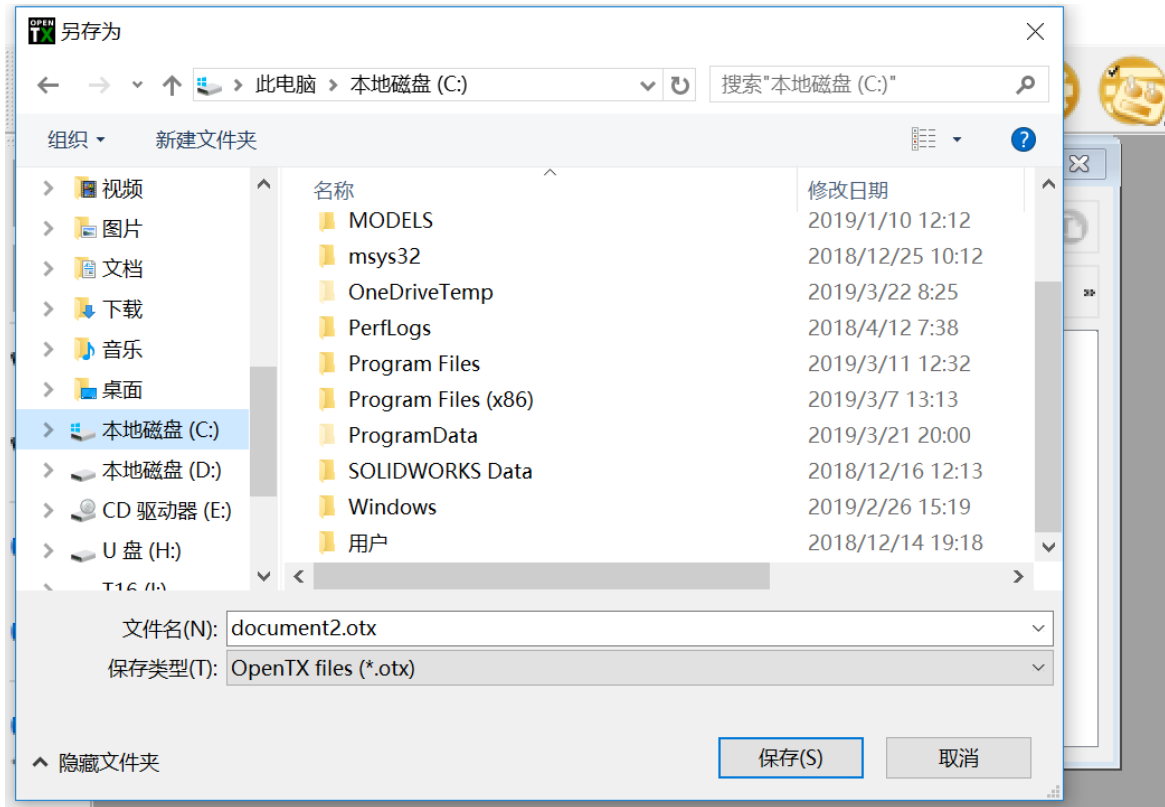 OPEN TX 另存为
此电脑 本地磁盘 (C:) 搜索"本地磁盘 (C:)"
组织 新建文件夹
名称 修改日期
视频
图片
文档
下载
音乐
桌面
本地磁盘 (C:)
本地磁盘 (D:)
CD 驱动器 (E:)
U 盘 (H:)
T16 (I:)
MODELS 2019/1/10 12:12
msys32 2018/12/25 10:12
OneDriveTemp 2019/3/22 8:25
PerfLogs 2018/4/12 7:38
Program Files 2019/3/11 12:32
Program Files (x86) 2019/3/7 13:13
ProgramData 2019/3/21 20:00
SOLIDWORKS Data 2018/12/16 12:13
Windows 2019/2/26 15:19
用户 2018/12/14 19:18
文件名(N): document2.otx
保存类型(T): OpenTX files (*.otx)
隐藏文件夹 保存(S) 取消